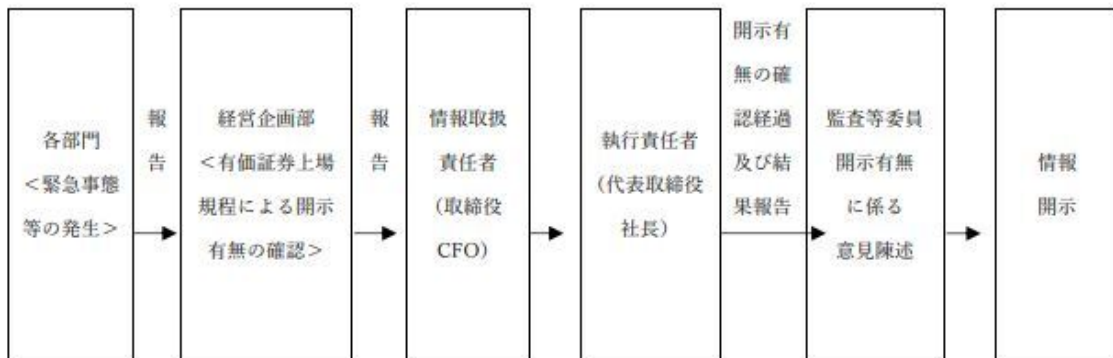 各部門
<緊急事態
等の発生>
報
告
経営企画部
<有価証券上場
規程による開示
有無の確認>
報
告
情報取扱
責任者
(取締役
CFO)
執行責任者
(代表取締役
社長)
開示有
無の確
認経過
及び結
果報告
監査等委員
開示有無
に係る
意見陳述
情報
開示